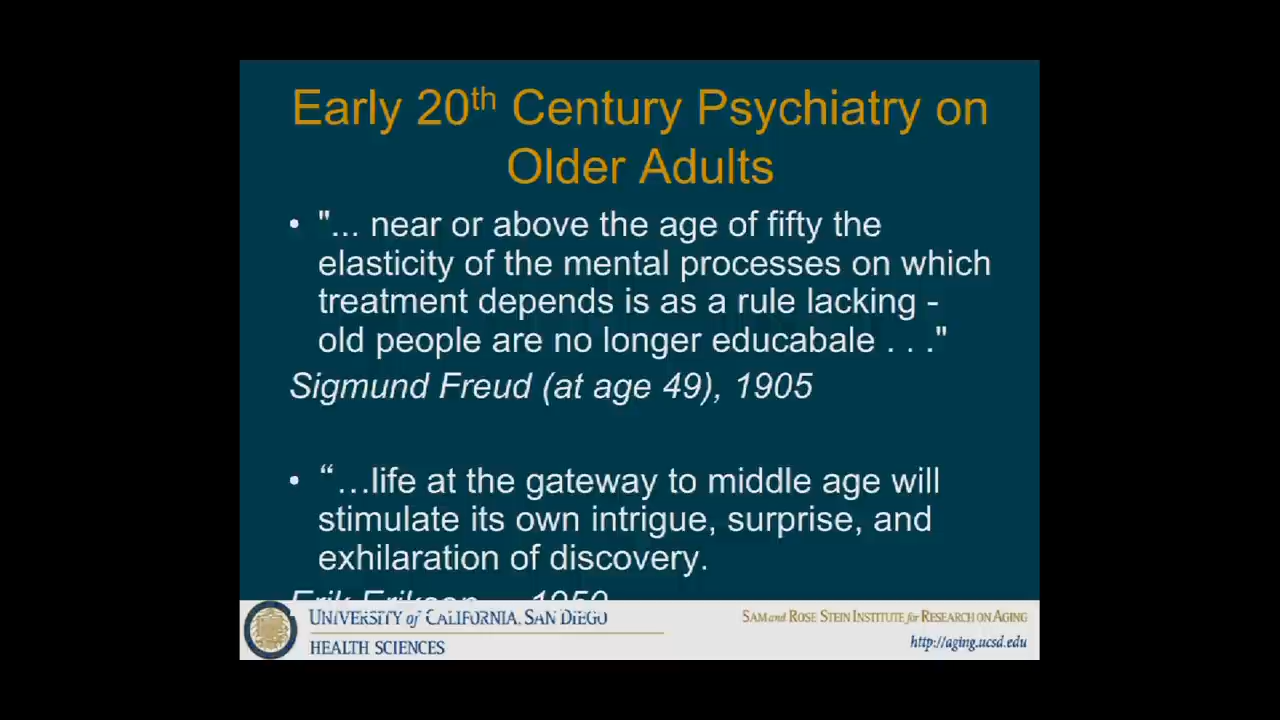 Early 20th Century Psychiatry on
Older Adults
• "... near or above the age of fifty the
elasticity of the mental processes on which
treatment depends is as a rule lacking -
old people are no longer educabale . . ."
Sigmund Freud (at age 49), 1905
• “…life at the gateway to middle age will
stimulate its own intrigue, surprise, and
exhilaration of discovery.
Erik Erikson 1950
UNIVERSITY of CALIFORNIA, SAN DIEGO
HEALTH SCIENCES
SAM and ROSE STEIN INSTITUTE for RESEARCH ON AGING
http://aging.ucsd.edu